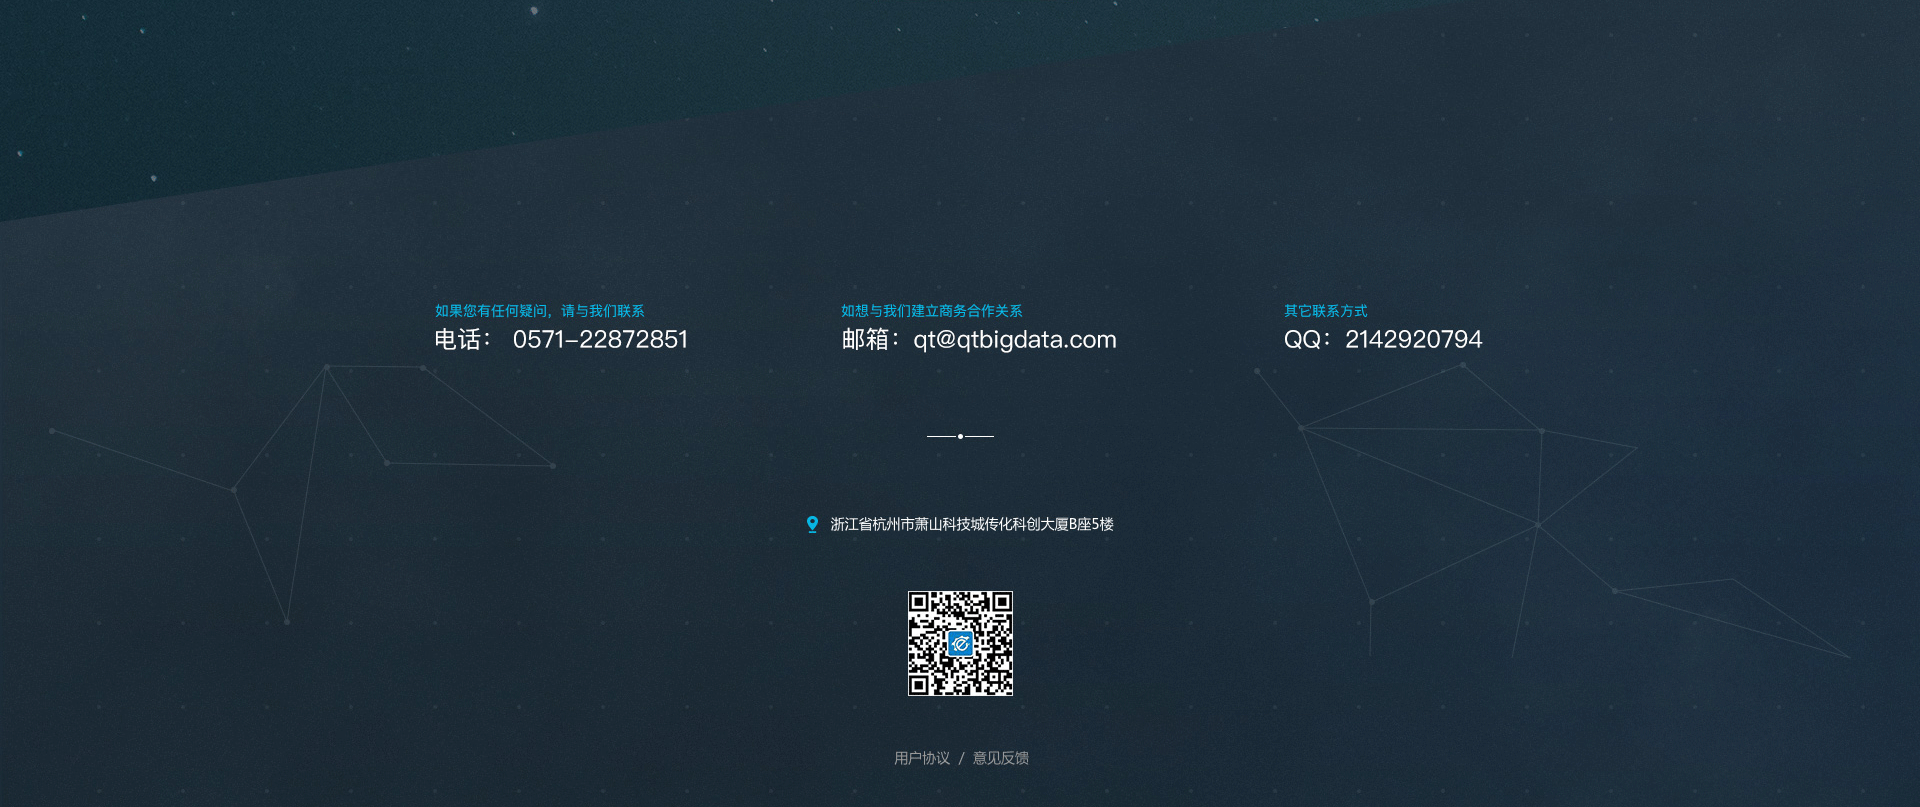 如果您有任何疑问，请与我们联系
电话： 0571-22872851
如想与我们建立商务合作关系
邮箱：qt@qtbigdata.com
其它联系方式
QQ：2142920794
浙江省杭州市萧山科技城传化科创大厦B座5楼
用户协议 / 意见反馈